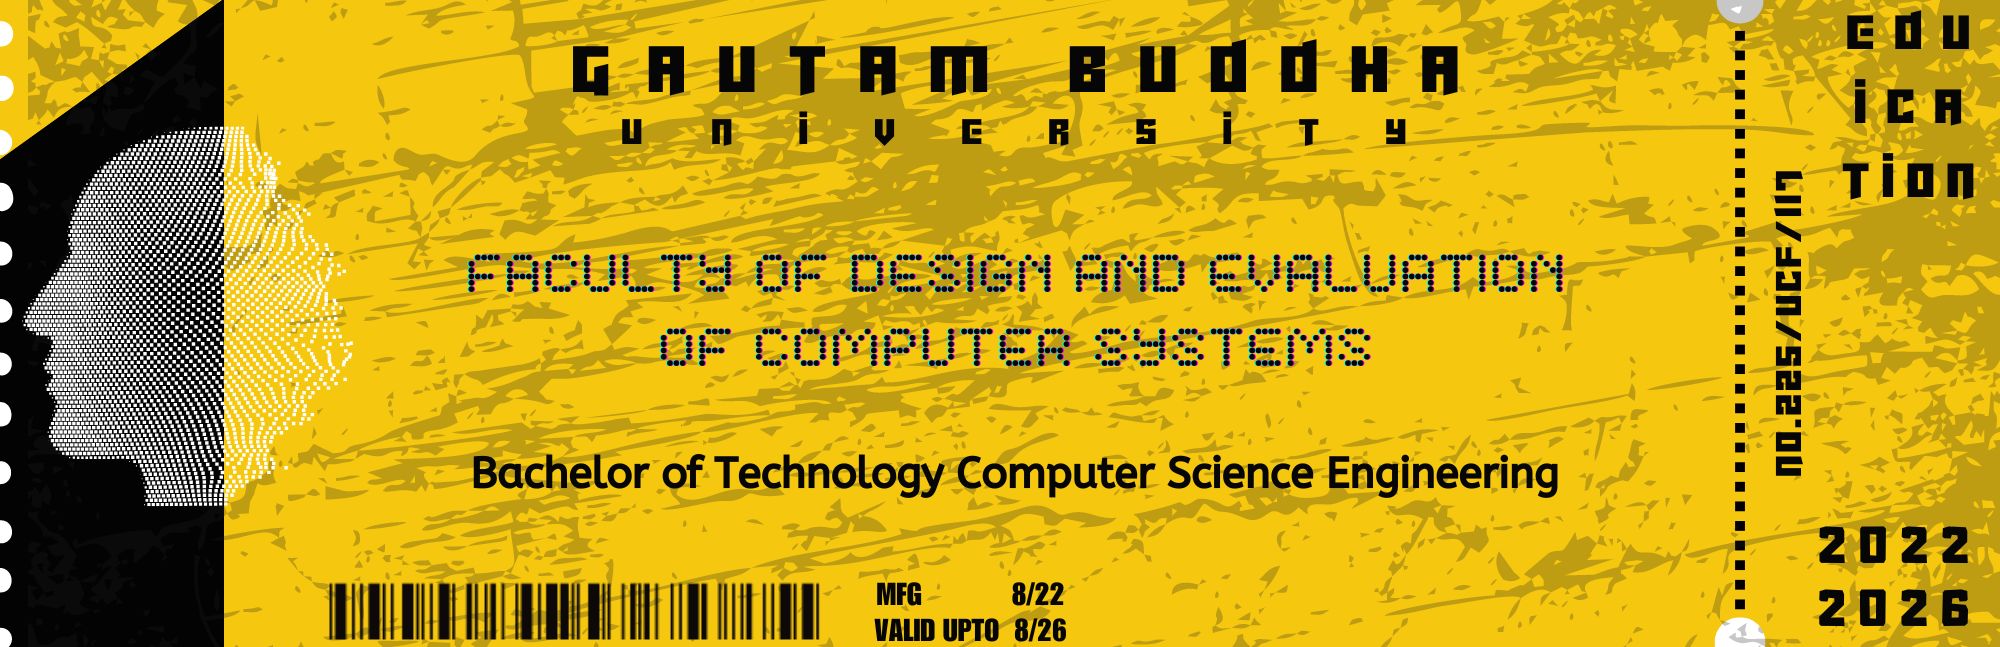 GAUTAM BUDDHA
UNIVERSITY
FACULTY OF DESIGN AND EVALUATION
OF COMPUTER SYSTEMS
Bachelor of Technology Computer Science Engineering
MFG 8/22
VALID UPTO 8/26
NO.225/UCF/117
EDU
ICA
TION
2022
2026